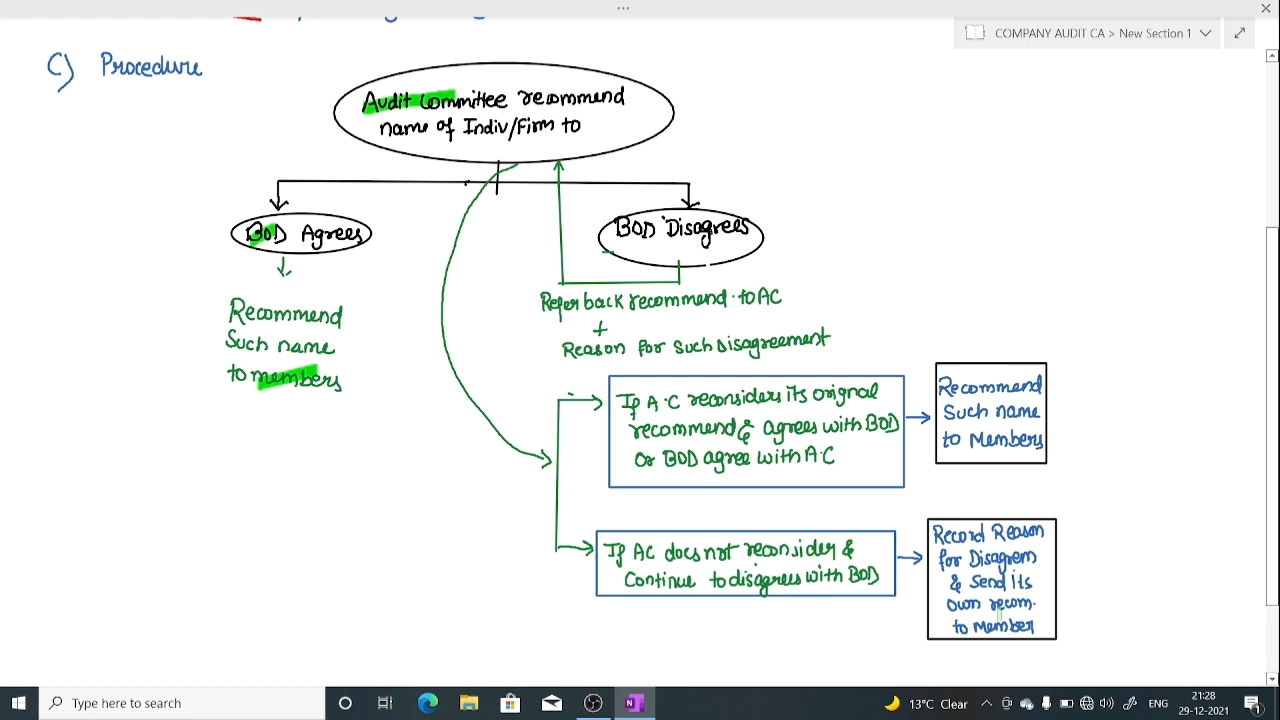 COMPANY AUDIT CA > New Section 1
C) Procedure
Audit Committee recommend
name of Indiv/Firm to
BOD Agrees
BOD Disagrees
Recommend
Such name
to members
Refer back recommend. to AC
+
Reason for such Disagreement
If A.C reconsiders its orignal
recommend & agrees with BOD
or BOD agree with A.C
Recommend
Such name
to Members
If AC does not reconsider &
Continue to disagrees with BOD
Record Reason
for Disagrem
& Send its
own recom.
to Member
Type here to search
13°C Clear
ENG
21:28
29-12-2021
1